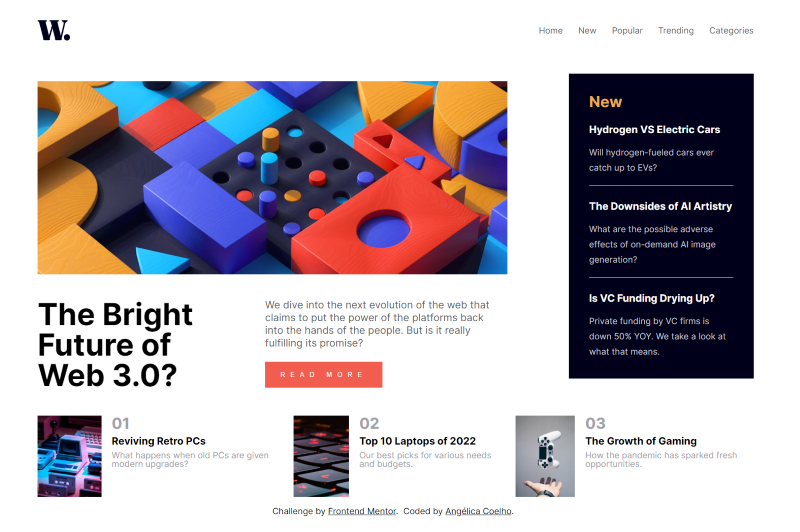 W.
Home New Popular Trending Categories
New
Hydrogen VS Electric Cars
Will hydrogen-fueled cars ever
catch up to EVs?
The Downsides of AI Artistry
What are the possible adverse
effects of on-demand AI image
generation?
Is VC Funding Drying Up?
Private funding by VC firms is
down 50% YOY. We take a look at
what that means.
The Bright
Future of
Web 3.0?
We dive into the next evolution of the web that
claims to put the power of the platforms back
into the hands of the people. But is it really
fulfilling its promise?
READ MORE
01
Reviving Retro PCs
What happens when old PCs are given
modern upgrades?
02
Top 10 Laptops of 2022
Our best picks for various needs
and budgets.
03
The Growth of Gaming
How the pandemic has sparked fresh
opportunities.
Challenge by Frontend Mentor. Coded by Angélica Coelho.